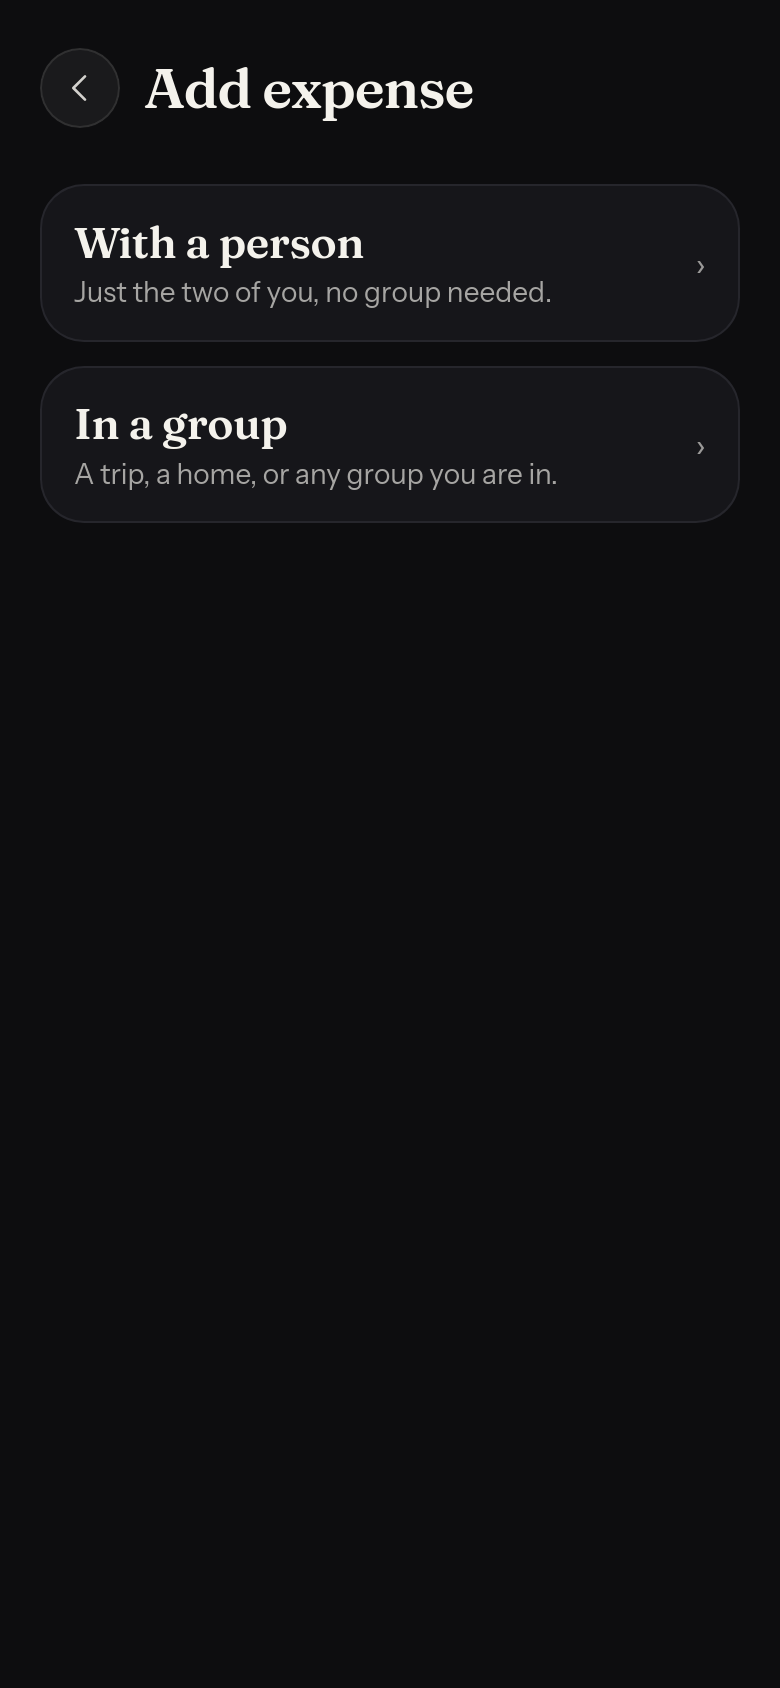 Add expense
With a person
Just the two of you, no group needed.
In a group
A trip, a home, or any group you are in.